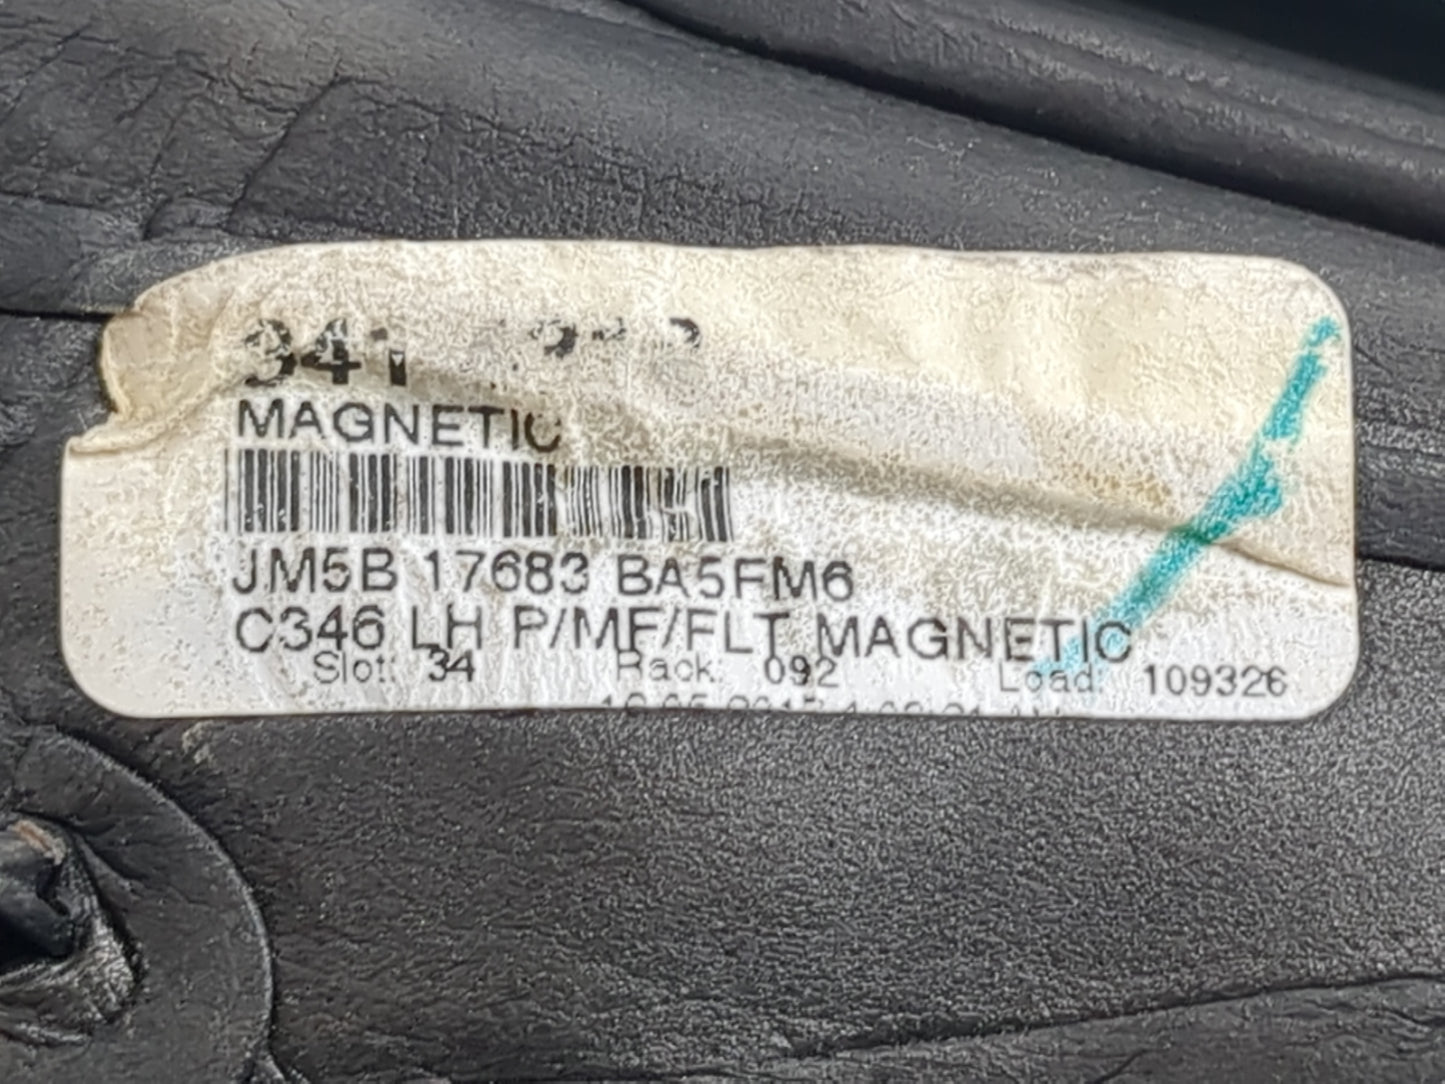 MAGNETIC
JM5B 17683 BA5FM6
C346 LH P/MF/FLT MAGNETIC
Slot: 34 Rack: 092 Load: 109326